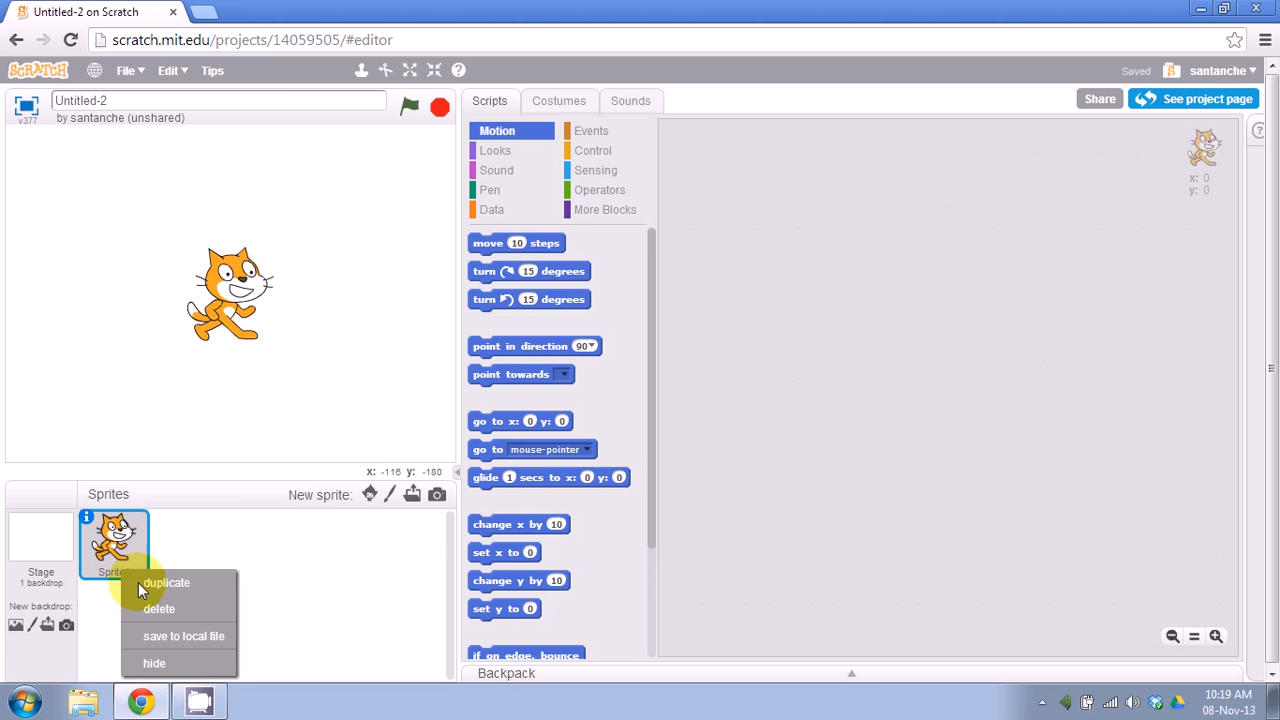 Untitled-2 on Scratch
scratch.mit.edu/projects/14059505/#editor
SCRATCH File Edit Tips Saved santanche
v377
Untitled-2
by santanche (unshared)
Scripts Costumes Sounds Share See project page
Motion Events
Looks Control
Sound Sensing
Pen Operators
Data More Blocks
x: 0
y: 0
move 10 steps
turn 15 degrees
turn 15 degrees
point in direction 90
point towards
go to x: 0 y: 0
go to mouse-pointer
glide 1 secs to x: 0 y: 0
change x by 10
set x to 0
change y by 10
set y to 0
if on edge, bounce
x: -116 y: -180
Sprites New sprite:
Stage
1 backdrop
New backdrop:
duplicate
delete
save to local file
hide
Backpack
10:19 AM
08-Nov-13